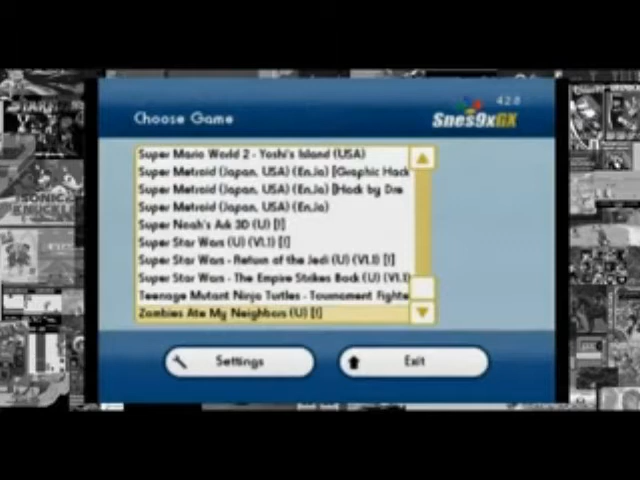 4.2.8
Choose Game
Snes9xGX
Super Mario World 2 - Yoshi's Island (USA)
Super Metroid (Japan, USA) (En,Ja) [Graphic Hack
Super Metroid (Japan, USA) (En,Ja) [Hack by Dre
Super Metroid (Japan, USA) (En,Ja)
Super Noah's Ark 3D (U) [!]
Super Star Wars (U) (V1.1) [!]
Super Star Wars - Return of the Jedi (U) (V1.1) [!]
Super Star Wars - The Empire Strikes Back (U) (V1.1)
Teenage Mutant Ninja Turtles - Tournament Fighte
Zombies Ate My Neighbors (U) [!]
Settings
Exit
SONIC
KNUCKLES